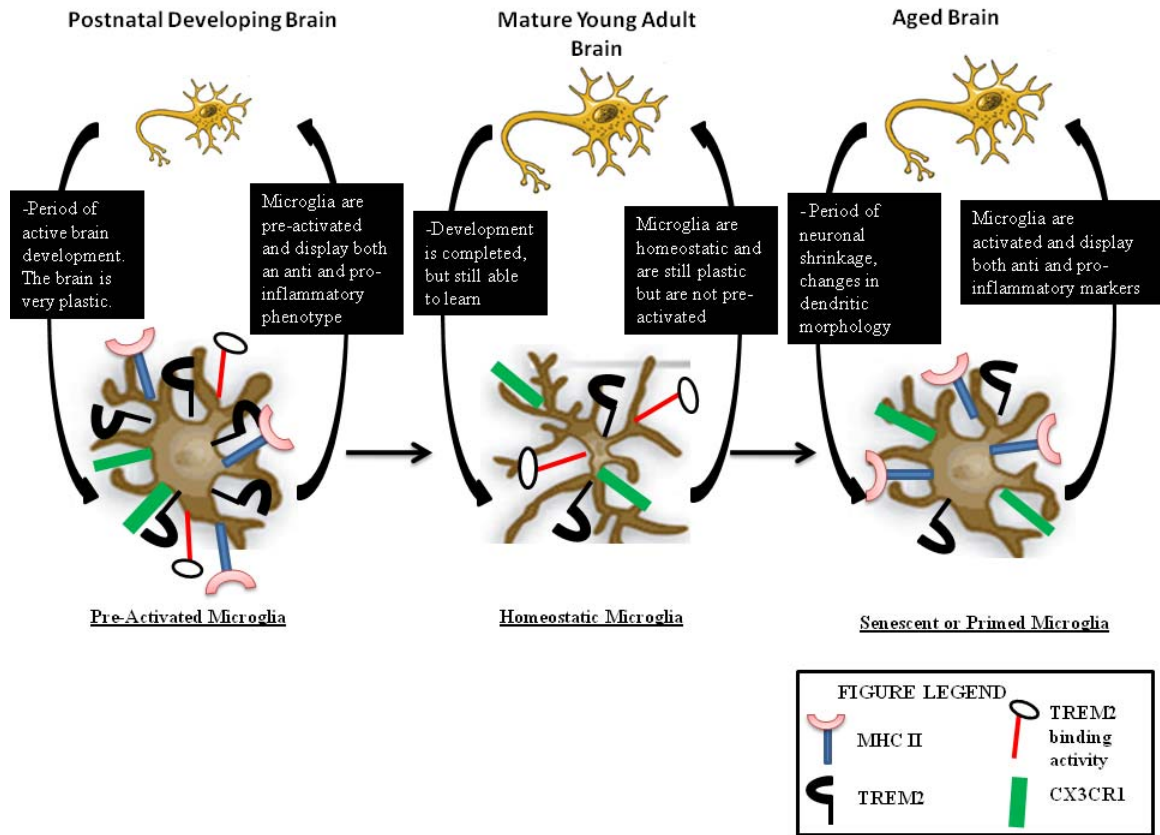 Postnatal Developing Brain
Mature Young Adult
Brain
Aged Brain
-Period of
active brain
development.
The brain is
very plastic.
Microglia are
pre-activated
and display both
an anti and pro-
inflammatory
phenotype
-Development
is completed,
but still able
to learn
Microglia are
homeostatic and
are still plastic
but are not pre-
activated
-Period of
neuronal
shrinkage,
changes in
dendritic
morphology
Microglia are
activated and display
both anti and pro-
inflammatory markers
Pre-Activated Microglia
Homeostatic Microglia
Senescent or Primed Microglia
FIGURE LEGEND
MHC II
TREM2
binding
activity
TREM2
CX3CR1